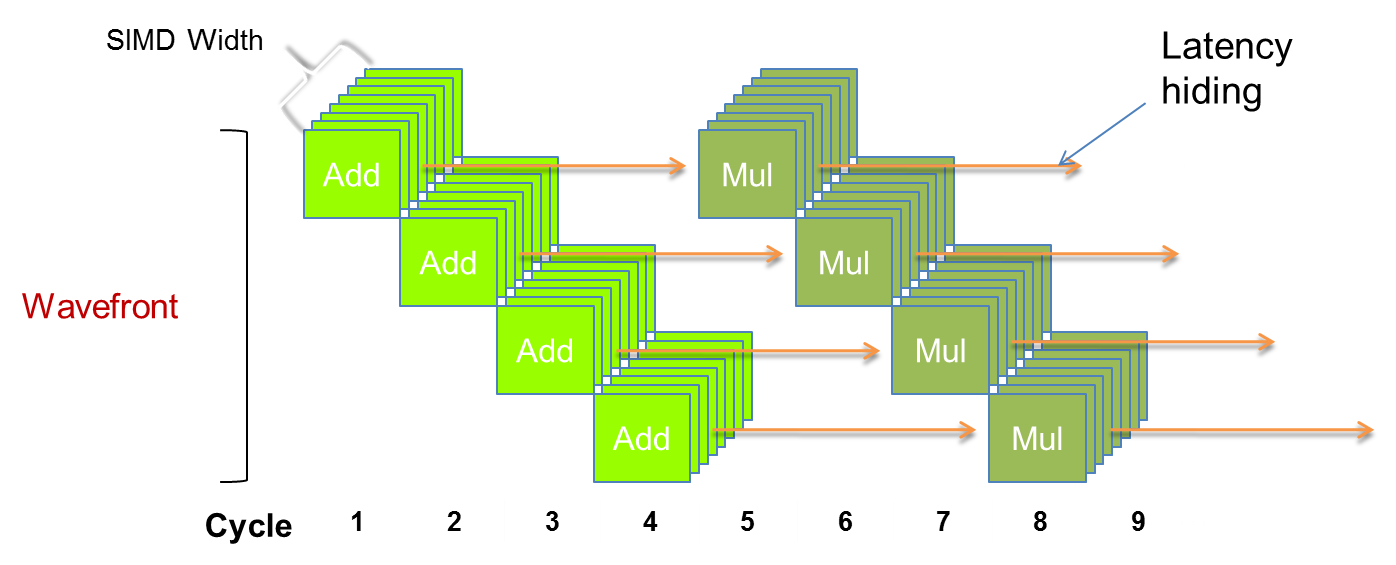 SIMD Width
Latency
hiding
Add
Mul
Add
Mul
Wavefront
Add
Mul
Add
Mul
Cycle 1 2 3 4 5 6 7 8 9